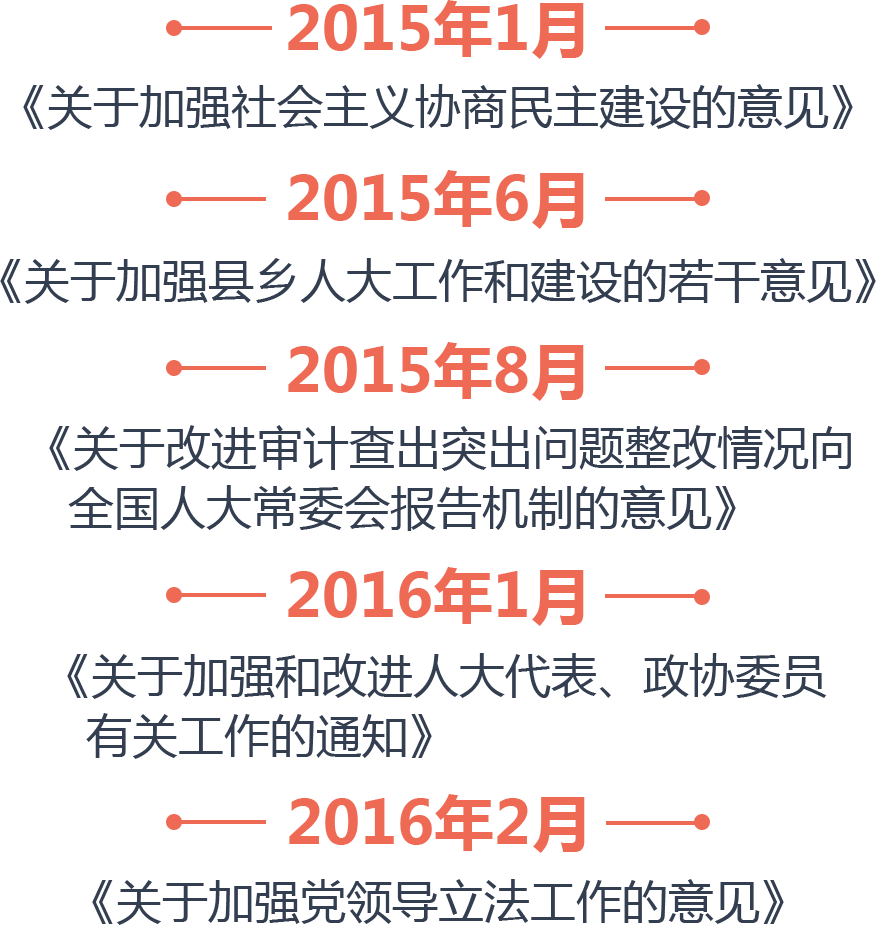 2015年1月
《关于加强社会主义协商民主建设的意见》
2015年6月
《关于加强县乡人大工作和建设的若干意见》
2015年8月
《关于改进审计查出突出问题整改情况向
全国人大常委会报告机制的意见》
2016年1月
《关于加强和改进人大代表、政协委员
有关工作的通知》
2016年2月
《关于加强党领导立法工作的意见》